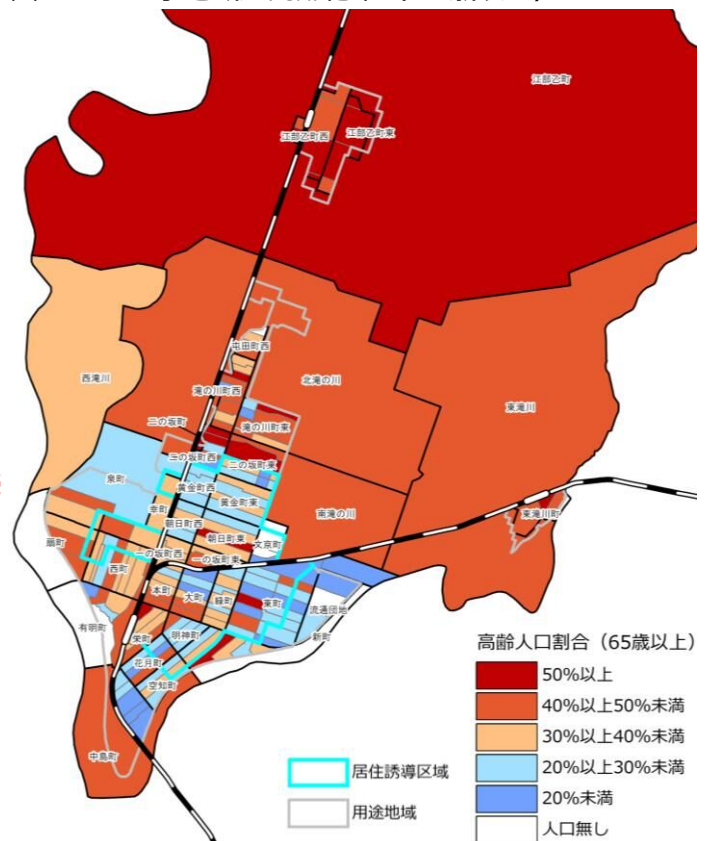 江部乙町
江部乙町西
江部乙町東
屯田町西
西滝川
北滝の川
滝の川町西
東滝川
二の坂町
滝の川町東
二の坂町西
二の坂町東
泉町
黄金町西
黄金町東
幸町
南滝の川
東滝川町
朝日町西
扇町
朝日町東
文京町
一の坂町西
一の坂町東
西町
本町
大町
緑町
東町
流通団地
有明町
栄町
明神町
新町
花月町
空知町
中島町
高齢人口割合（65歳以上）
50%以上
40%以上50%未満
30%以上40%未満
20%以上30%未満
20%未満
人口無し
居住誘導区域
用途地域